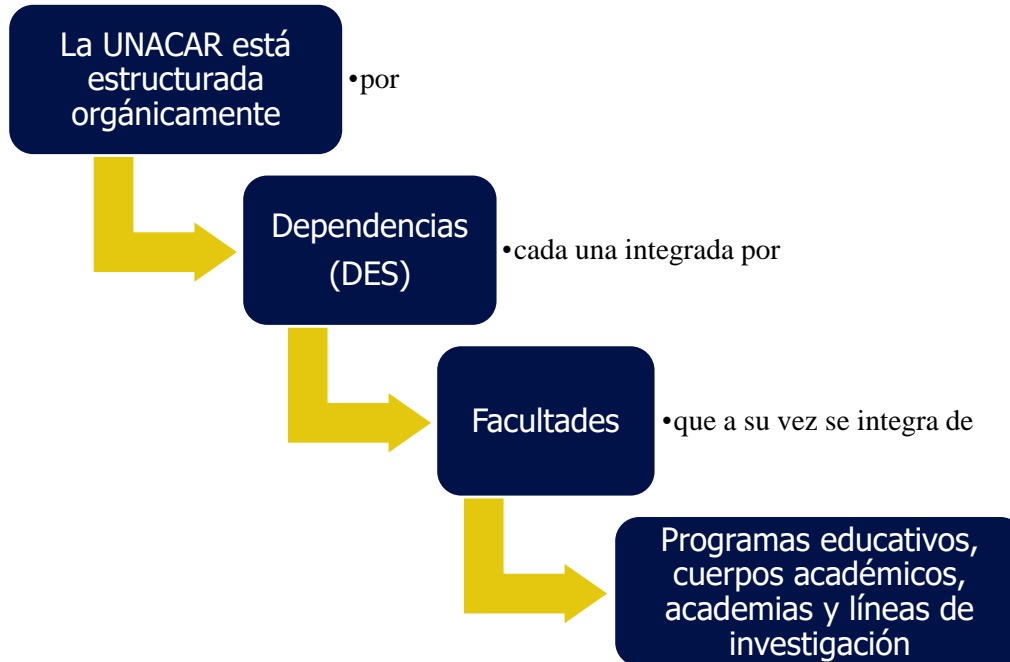 La UNACAR está
estructurada
orgánicamente
•por
Dependencias
(DES)
•cada una integrada por
Facultades
•que a su vez se integra de
Programas educativos,
cuerpos académicos,
academias y líneas de
investigación